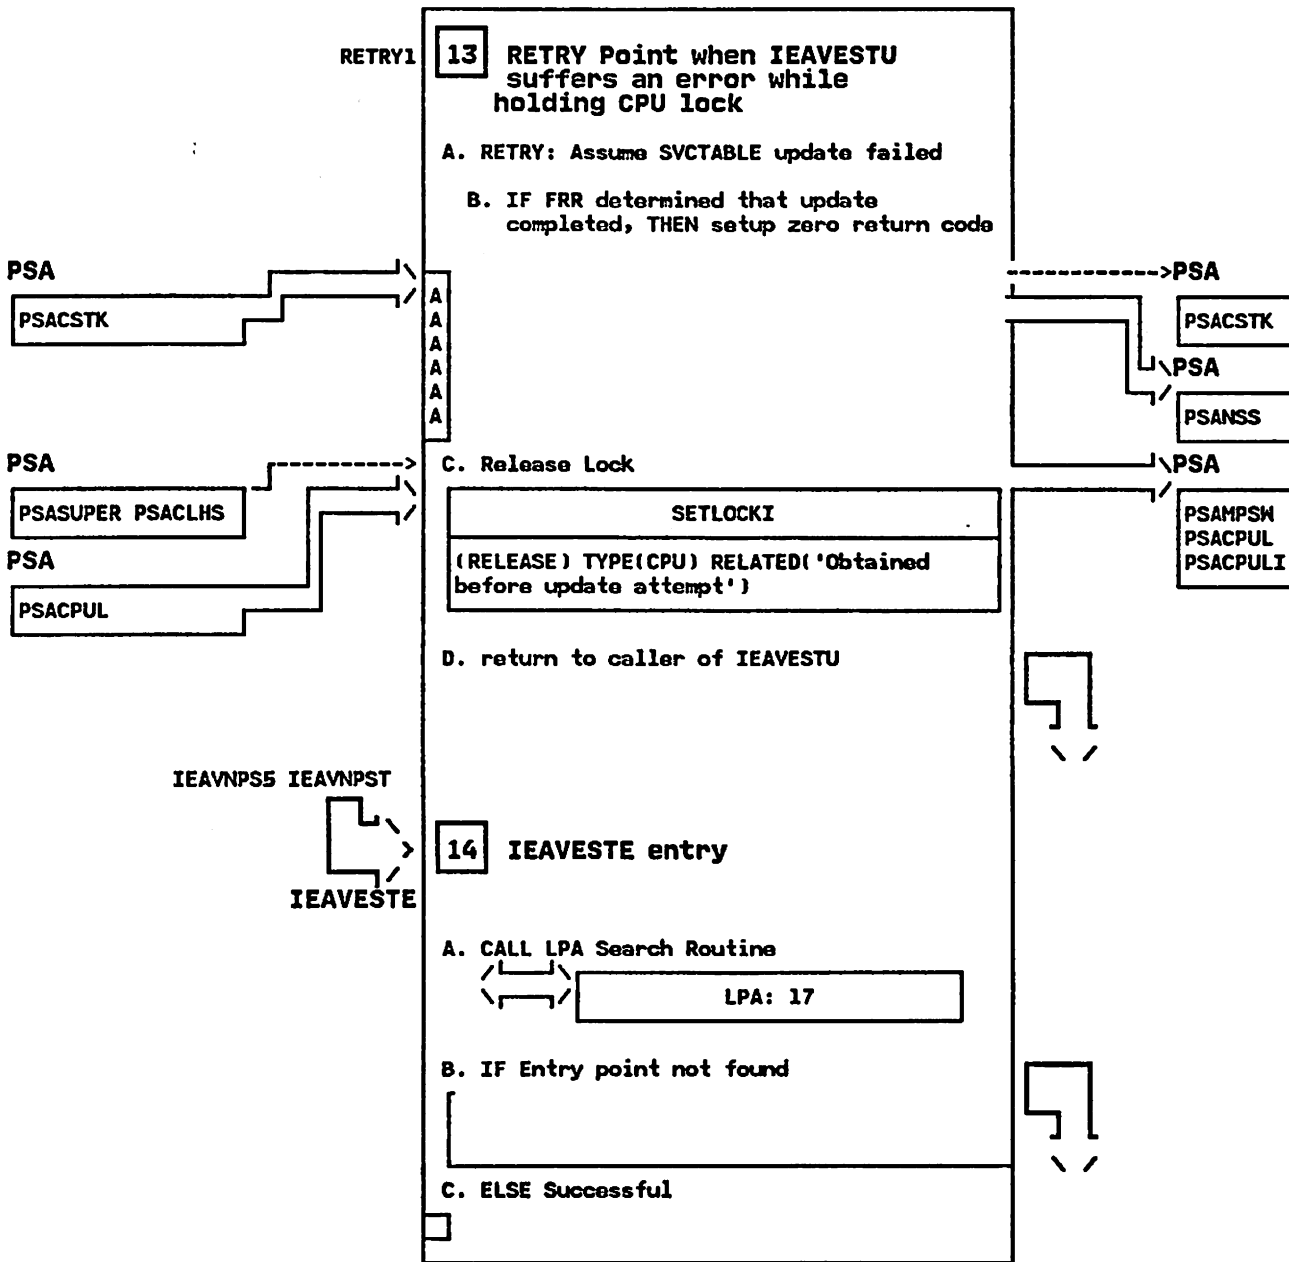 RETRY1 13 RETRY Point when IEAVESTU
suffers an error while
holding CPU lock
A. RETRY: Assume SVCTABLE update failed
B. IF FRR determined that update
completed, THEN setup zero return code
PSA
PSACSTK
A
A
A
A
A
A
PSA
PSACSTK
PSA
PSANSS
PSA
PSASUPER PSACLHS
PSA
PSACPUL
C. Release Lock
SETLOCKI
(RELEASE) TYPE(CPU) RELATED('Obtained
before update attempt')
PSA
PSAMPSW
PSACPUL
PSACPULI
D. return to caller of IEAVESTU
IEAVNPS5 IEAVNPST
14 IEAVESTE entry
IEAVESTE
A. CALL LPA Search Routine
LPA: 17
B. IF Entry point not found
C. ELSE Successful